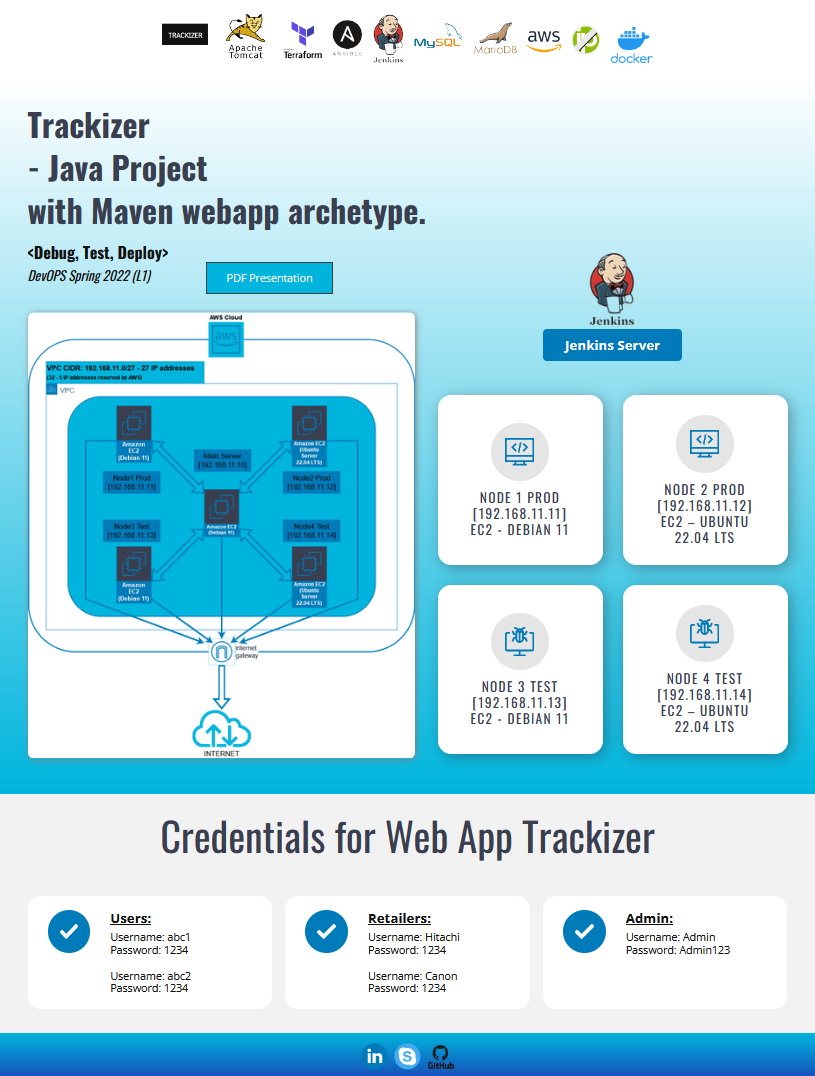 TRACKIZER
Apache
Tomcat
Terraform
ANSIBLE
Jenkins
MySQL
MariaDB
aws
docker
Trackizer
- Java Project
with Maven webapp archetype.
<Debug, Test, Deploy>
DevOPS Spring 2022 (L1)
PDF Presentation
Jenkins
Jenkins Server
AWS Cloud
aws
VPC CIDR: 192.168.11.0/27 - 27 IP addresses
(32 - 5 IP addresses reserved by AWS)
VPC
Amazon
EC2
(Debian 11)
Amazon EC2
(Ubuntu
Server
22.04 LTS)
Main Server
[192.168.11.10]
Node1 Prod
[192.168.11.11]
Node2 Prod
[192.168.11.12]
Amazon EC2
(Debian 11)
Node3 Test
[192.168.11.13]
Node4 Test
[192.168.11.14]
Amazon
EC2
(Debian 11)
Amazon EC2
(Ubuntu
Server
22.04 LTS)
Internet
gateway
INTERNET
NODE 1 PROD
[192.168.11.11]
EC2 - DEBIAN 11
NODE 2 PROD
[192.168.11.12]
EC2 – UBUNTU
22.04 LTS
NODE 3 TEST
[192.168.11.13]
EC2 - DEBIAN 11
NODE 4 TEST
[192.168.11.14]
EC2 – UBUNTU
22.04 LTS
Credentials for Web App Trackizer
Users:
Username: abc1
Password: 1234
Username: abc2
Password: 1234
Retailers:
Username: Hitachi
Password: 1234
Username: Canon
Password: 1234
Admin:
Username: Admin
Password: Admin123
in
S
GitHub